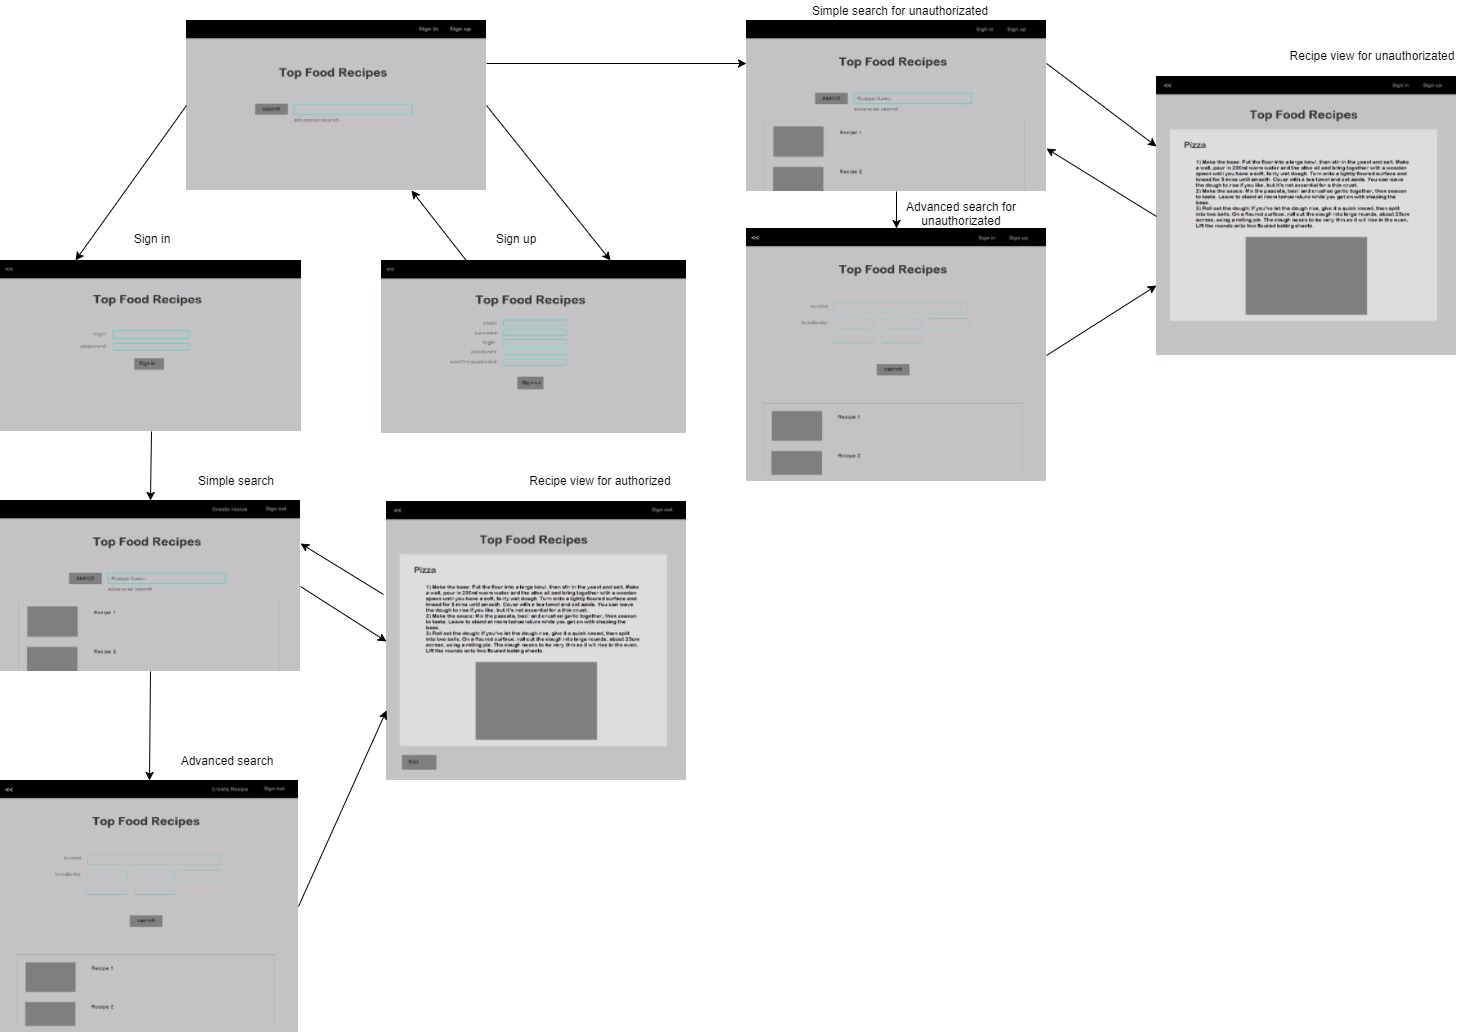 Simple search for unauthorizated
Sign in Sign up
Top Food Recipes
search
advanced search
Sign in Sign up
Top Food Recipes
search Recipe Name
advanced search
Recipe 1
Recipe 2
Recipe view for unauthorizated
<< Sign in Sign up
Top Food Recipes
Pizza
1) Make the base: Put the flour into a large bowl, then stir in the yeast and salt. Make
a well, pour in 200ml warm water and the olive oil and bring together with a wooden
spoon until you have a soft, fairly wet dough. Turn onto a lightly floured surface and
knead for 5 mins until smooth. Cover with a tea towel and set aside. You can leave
the dough to rise if you like, but it's not essential for a thin crust.
2) Make the sauce: Mix the passata, basil and crushed garlic together, then season
to taste. Leave to stand at room temperature while you get on with shaping the
base.
3) Roll out the dough: If you've let the dough rise, give it a quick knead, then split
into two balls. On a floured surface, roll out the dough into large rounds, about 25cm
across, using a rolling pin. The dough needs to be very thin as it will rise in the oven.
Lift the rounds onto two floured baking sheets.
Advanced search for
unauthorizated
<< Sign in Sign up
Top Food Recipes
search
Recipe 1
Recipe 2
Sign in
<<
Top Food Recipes
login
password
Sign in
Sign up
<<
Top Food Recipes
name
surname
login
password
confirm password
Sign up
Simple search
Create recipe Sign out
Top Food Recipes
search Recipe Name
advanced search
Recipe 1
Recipe 2
Recipe view for authorized
<< Sign out
Top Food Recipes
Pizza
1) Make the base: Put the flour into a large bowl, then stir in the yeast and salt. Make
a well, pour in 200ml warm water and the olive oil and bring together with a wooden
spoon until you have a soft, fairly wet dough. Turn onto a lightly floured surface and
knead for 5 mins until smooth. Cover with a tea towel and set aside. You can leave
the dough to rise if you like, but it's not essential for a thin crust.
2) Make the sauce: Mix the passata, basil and crushed garlic together, then season
to taste. Leave to stand at room temperature while you get on with shaping the
base.
3) Roll out the dough: If you've let the dough rise, give it a quick knead, then split
into two balls. On a floured surface, roll out the dough into large rounds, about 25cm
across, using a rolling pin. The dough needs to be very thin as it will rise in the oven.
Lift the rounds onto two floured baking sheets.
Edit
Advanced search
<< Create Recipe Sign out
Top Food Recipes
search
Recipe 1
Recipe 2